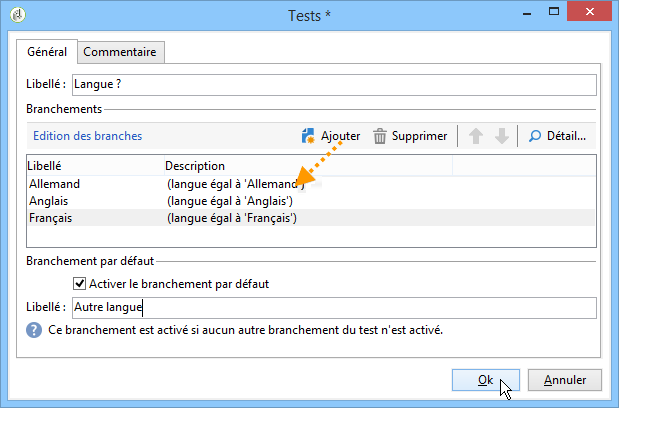 Tests *
Général Commentaire
Libellé : Langue ?
Branchements
Edition des branches Ajouter Supprimer Détail...
Libellé Description
Allemand (langue égal à 'Allemand')
Anglais (langue égal à 'Anglais')
Français (langue égal à 'Français')
Branchement par défaut
Activer le branchement par défaut
Libellé : Autre langue
? Ce branchement est activé si aucun autre branchement du test n'est activé.
Ok Annuler